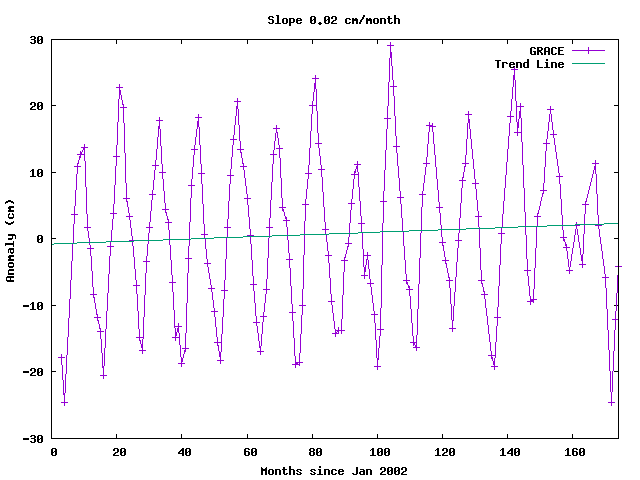 Slope 0.02 cm/month
GRACE
Trend Line
30
20
10
0
-10
-20
-30
Anomaly (cm)
0 20 40 60 80 100 120 140 160
Months since Jan 2002